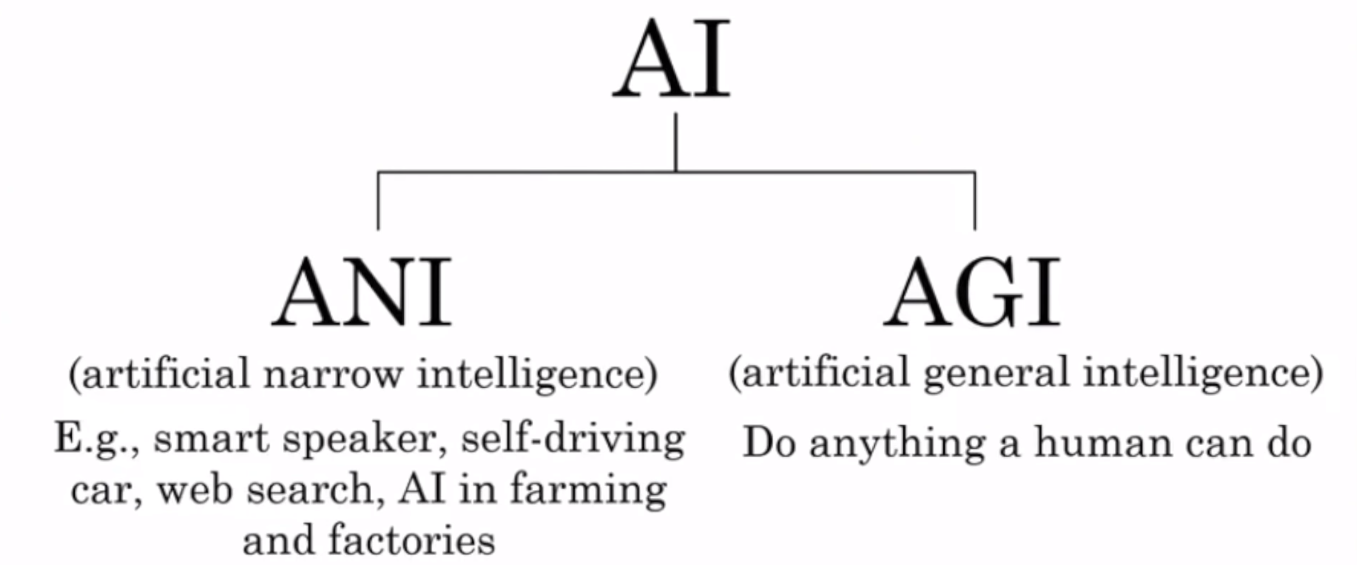 AI
ANI
(artificial narrow intelligence)
E.g., smart speaker, self-driving
car, web search, AI in farming
and factories
AGI
(artificial general intelligence)
Do anything a human can do